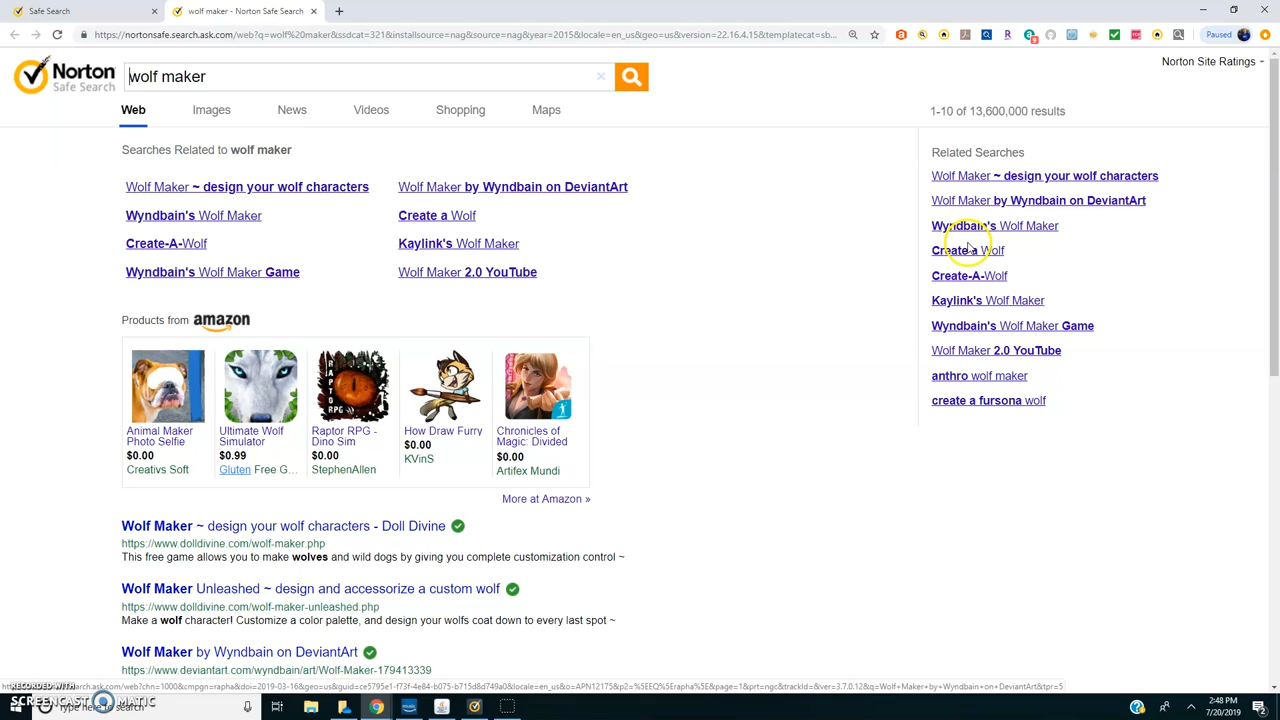 Safe Search
wolf maker - Norton Safe Search
https://nortonsafe.search.ask.com/web?q=wolf%20maker&ssdcat=321&installsource=nag&source=nag&year=2015&locale=en_us&geo=us&version=22.16.4.15&templatecat=sb...
Paused
Norton
Safe Search
wolf maker
Norton Site Ratings
Web Images News Videos Shopping Maps
1-10 of 13,600,000 results
Searches Related to wolf maker
Wolf Maker ~ design your wolf characters
Wolf Maker by Wyndbain on DeviantArt
Wyndbain's Wolf Maker
Create a Wolf
Create-A-Wolf
Kaylink's Wolf Maker
Wyndbain's Wolf Maker Game
Wolf Maker 2.0 YouTube
Products from amazon
RAPTOR
RPG
Animal Maker
Photo Selfie
$0.00
Creativs Soft
Ultimate Wolf
Simulator
$0.99
Gluten Free G...
Raptor RPG -
Dino Sim
$0.00
StephenAllen
How Draw Furry
$0.00
KVinS
Chronicles of
Magic: Divided
$0.00
Artifex Mundi
More at Amazon »
Wolf Maker ~ design your wolf characters - Doll Divine
https://www.dolldivine.com/wolf-maker.php
This free game allows you to make wolves and wild dogs by giving you complete customization control ~
Wolf Maker Unleashed ~ design and accessorize a custom wolf
https://www.dolldivine.com/wolf-maker-unleashed.php
Make a wolf character! Customize a color palette, and design your wolfs coat down to every last spot ~
Wolf Maker by Wyndbain on DeviantArt
https://www.deviantart.com/wyndbain/art/Wolf-Maker-179413339
Related Searches
Wolf Maker ~ design your wolf characters
Wolf Maker by Wyndbain on DeviantArt
Wyndbain's Wolf Maker
Create a Wolf
Create-A-Wolf
Kaylink's Wolf Maker
Wyndbain's Wolf Maker Game
Wolf Maker 2.0 YouTube
anthro wolf maker
create a fursona wolf
RECORDED WITH
SCREENCAST MATIC
2:48 PM
7/20/2019